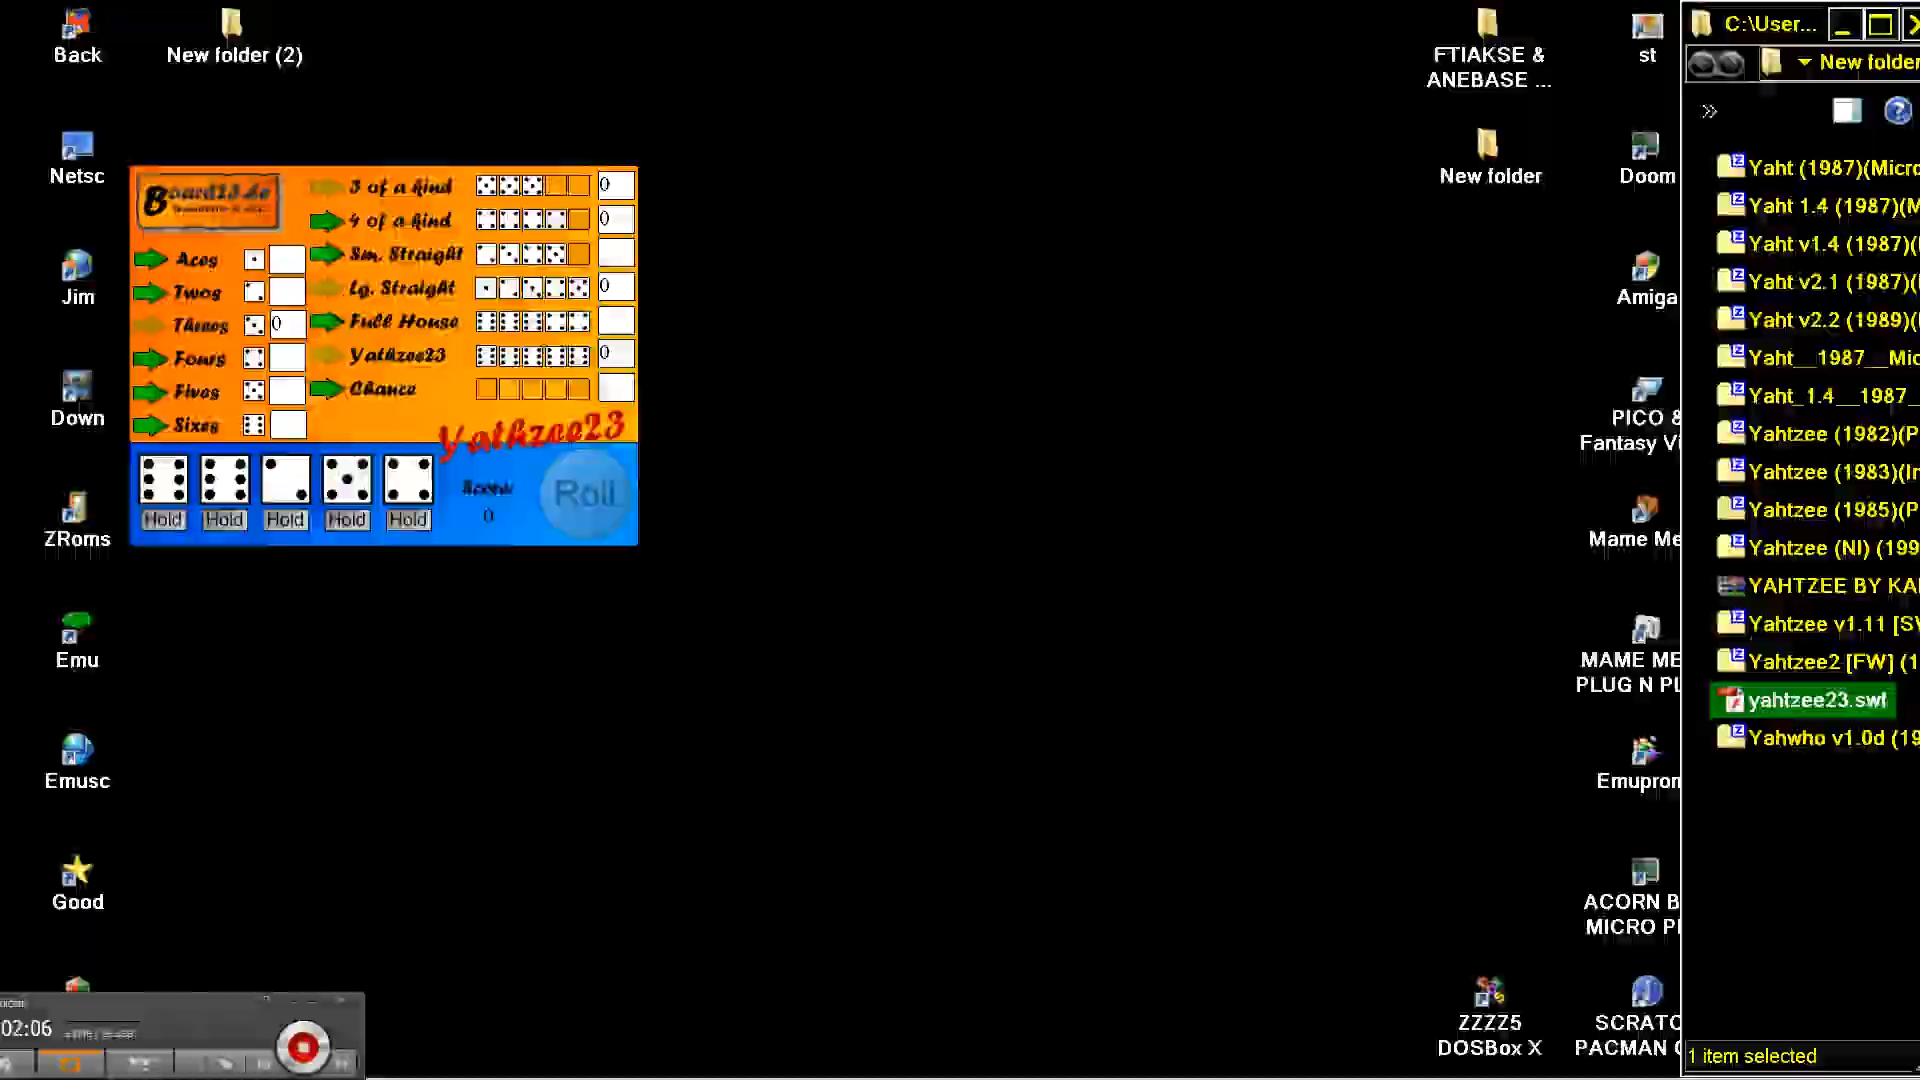 Back
New folder (2)
Netsc
Jim
Down
ZRoms
Emu
Emusc
Good
Board23.de
Aces
Twos
Threes 0
Fours
Fives
Sixes
3 of a kind 0
4 of a kind 0
Sm. Straight
Lg. Straight 0
Full House
Yathzee23 0
Chance
Yathzee23
Hold Hold Hold Hold Hold
Score
0
Roll
02:06
FTIAKSE &
ANEBASE ...
New folder
ZZZZ5
DOSBox X
st
Doom
Amiga
PICO &
Fantasy Vi
Mame Me
MAME ME
PLUG N PL
Emuprom
ACORN B
MICRO P
SCRATC
PACMAN
C:\User...
New folder
Yaht (1987)(Micro
Yaht 1.4 (1987)(M
Yaht v1.4 (1987)(
Yaht v2.1 (1987)(
Yaht v2.2 (1989)(
Yaht__1987__Mic
Yaht_1.4__1987_
Yahtzee (1982)(P
Yahtzee (1983)(In
Yahtzee (1985)(P
Yahtzee (NI) (199
YAHTZEE BY KA
Yahtzee v1.11 [S
Yahtzee2 [FW] (1
yahtzee23.swf
Yahwho v1.0d (19
1 item selected